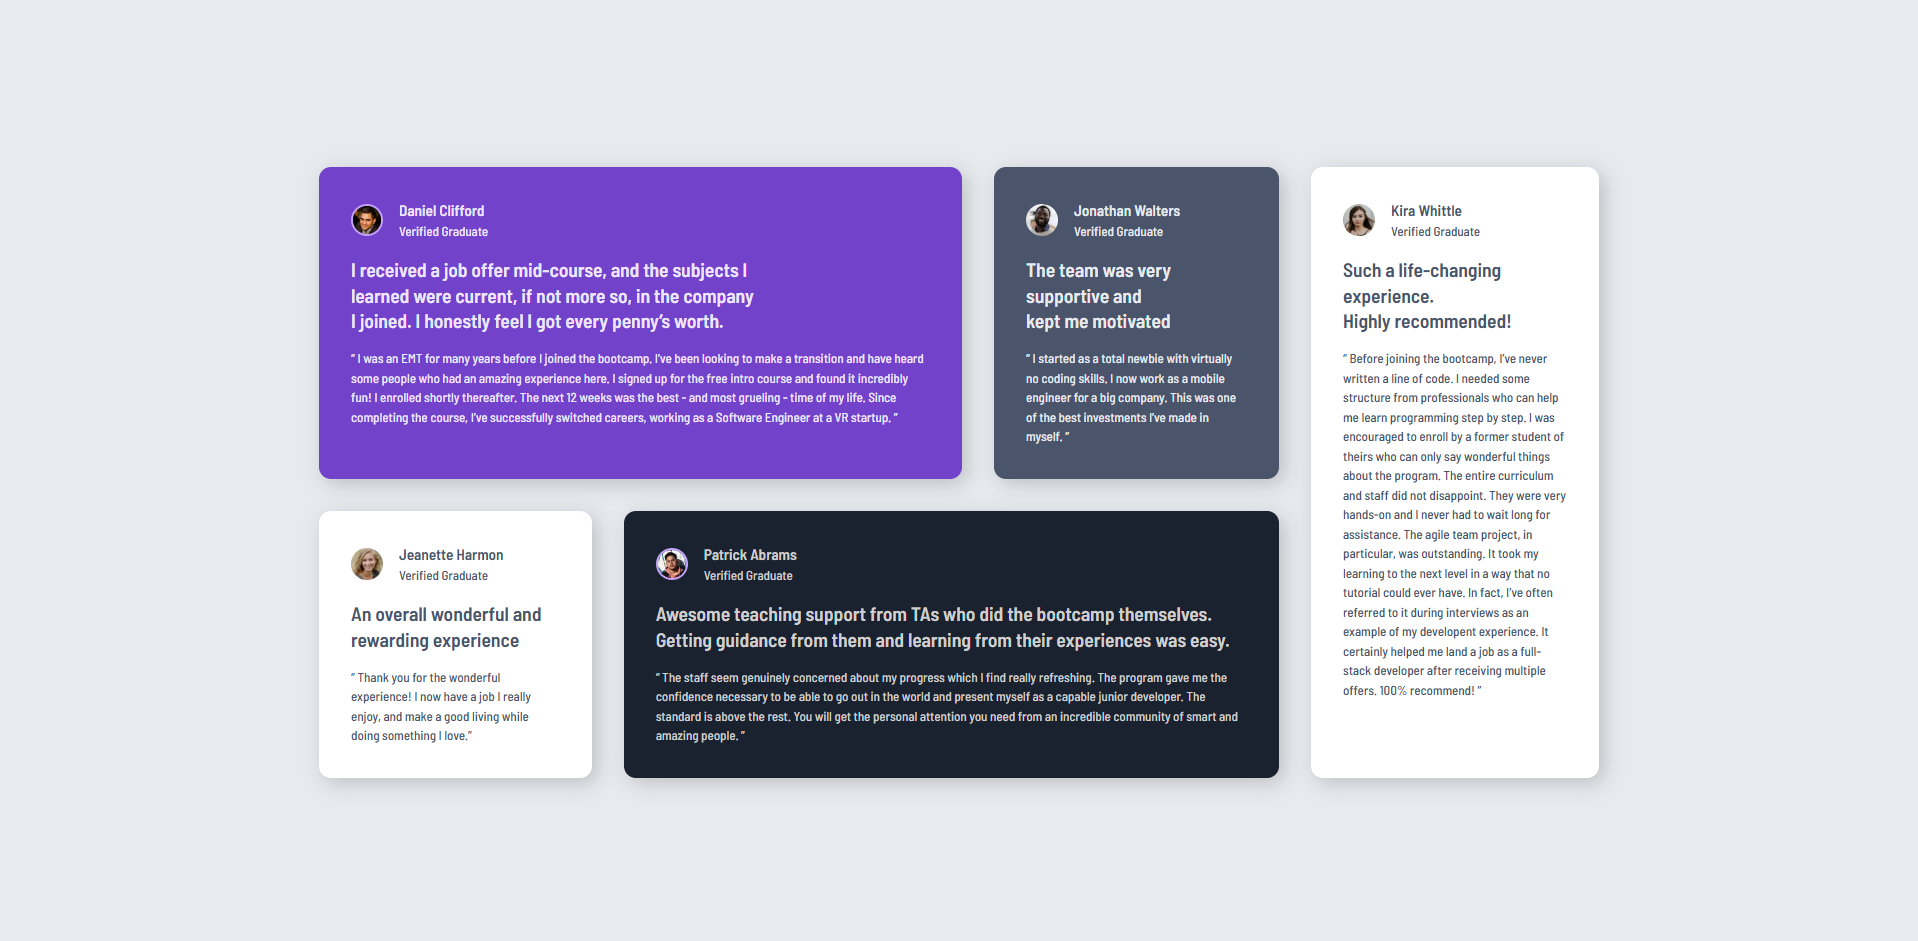 Daniel Clifford
Verified Graduate
I received a job offer mid-course, and the subjects I
learned were current, if not more so, in the company
I joined. I honestly feel I got every penny’s worth.
“ I was an EMT for many years before I joined the bootcamp. I’ve been looking to make a transition and have heard
some people who had an amazing experience here. I signed up for the free intro course and found it incredibly
fun! I enrolled shortly thereafter. The next 12 weeks was the best - and most grueling - time of my life. Since
completing the course, I’ve successfully switched careers, working as a Software Engineer at a VR startup. ”
Jonathan Walters
Verified Graduate
The team was very
supportive and
kept me motivated
“ I started as a total newbie with virtually
no coding skills. I now work as a mobile
engineer for a big company. This was one
of the best investments I’ve made in
myself. ”
Kira Whittle
Verified Graduate
Such a life-changing
experience.
Highly recommended!
“ Before joining the bootcamp, I’ve never
written a line of code. I needed some
structure from professionals who can help
me learn programming step by step. I was
encouraged to enroll by a former student of
theirs who can only say wonderful things
about the program. The entire curriculum
and staff did not disappoint. They were very
hands-on and I never had to wait long for
assistance. The agile team project, in
particular, was outstanding. It took my
learning to the next level in a way that no
tutorial could ever have. In fact, I’ve often
referred to it during interviews as an
example of my developent experience. It
certainly helped me land a job as a full-
stack developer after receiving multiple
offers. 100% recommend! ”
Jeanette Harmon
Verified Graduate
An overall wonderful and
rewarding experience
“ Thank you for the wonderful
experience! I now have a job I really
enjoy, and make a good living while
doing something I love.”
Patrick Abrams
Verified Graduate
Awesome teaching support from TAs who did the bootcamp themselves.
Getting guidance from them and learning from their experiences was easy.
“ The staff seem genuinely concerned about my progress which I find really refreshing. The program gave me the
confidence necessary to be able to go out in the world and present myself as a capable junior developer. The
standard is above the rest. You will get the personal attention you need from an incredible community of smart and
amazing people. ”